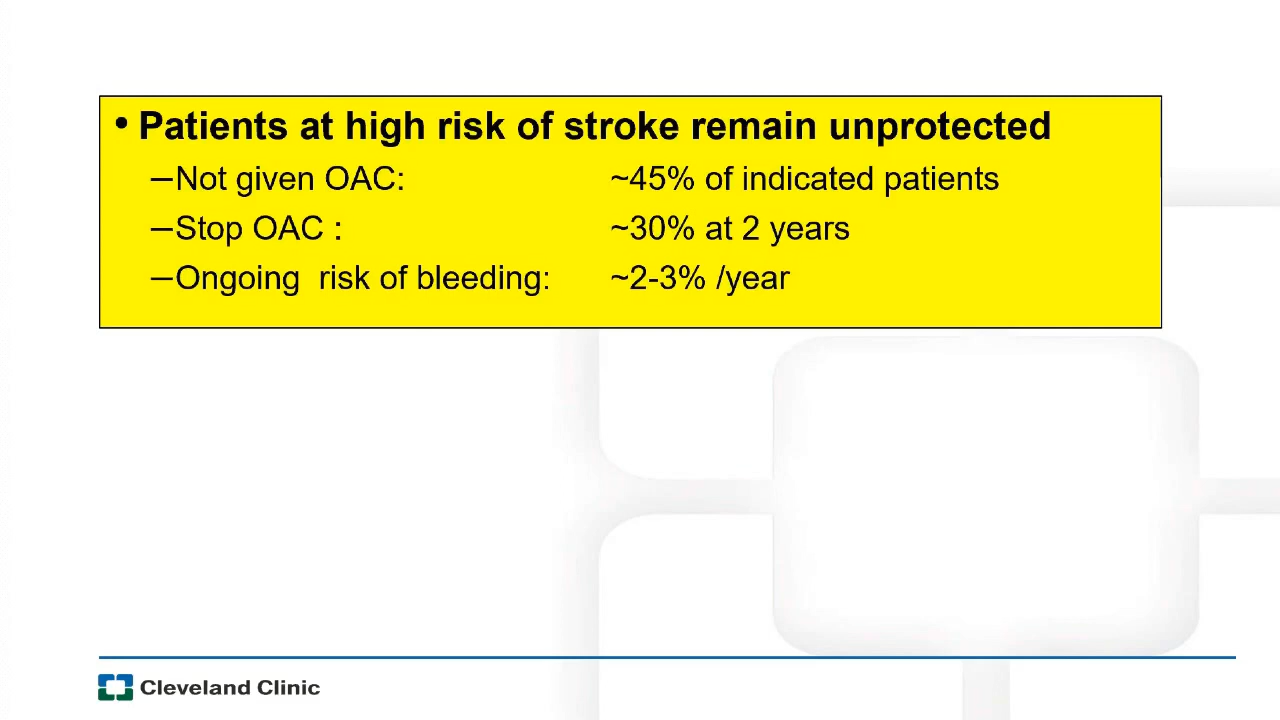 • Patients at high risk of stroke remain unprotected
–Not given OAC: ~45% of indicated patients
–Stop OAC : ~30% at 2 years
–Ongoing risk of bleeding: ~2-3% /year
Cleveland Clinic